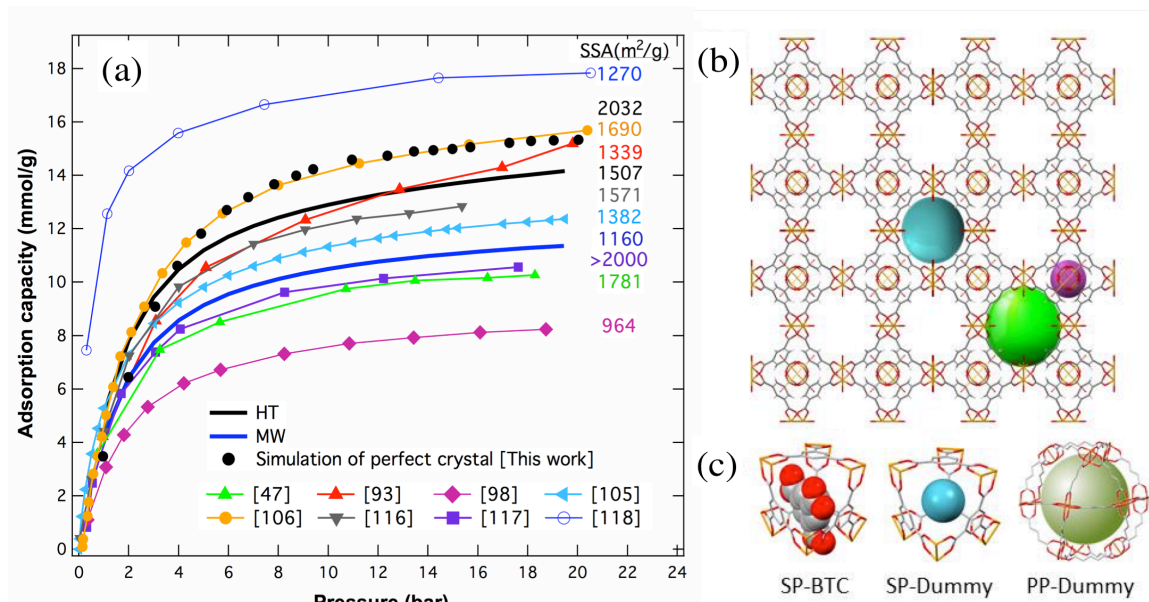 (a)
SSA(m²/g)
1270
2032
1690
1339
1507
1571
1382
1160
>2000
1781
964
18
16
14
12
10
8
6
4
2
0
Adsorption capacity (mmol/g)
HT
MW
Simulation of perfect crystal [This work]
[47] [93] [98] [105]
[106] [116] [117] [118]
0 2 4 6 8 10 12 14 16 18 20 22 24
Pressure (bar)
(b)
(c)
SP-BTC SP-Dummy PP-Dummy